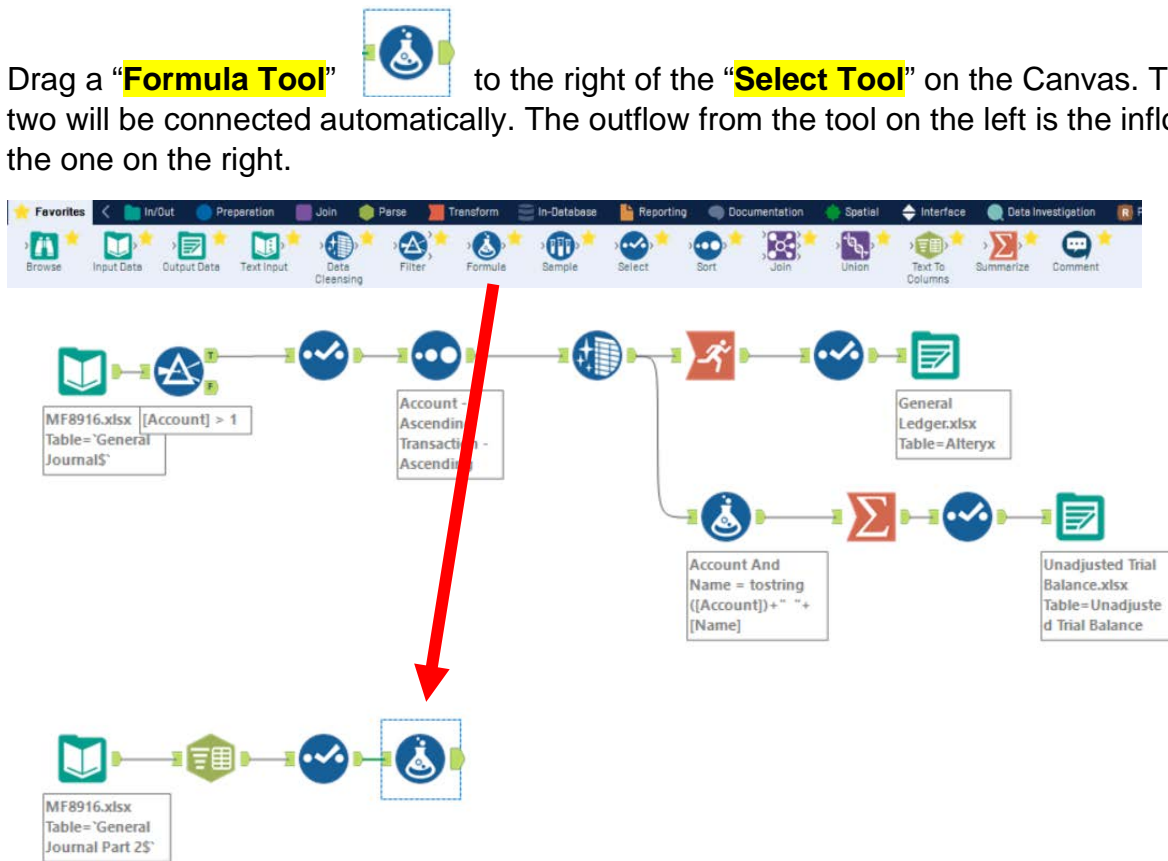 Drag a “Formula Tool” to the right of the “Select Tool” on the Canvas. T
two will be connected automatically. The outflow from the tool on the left is the inflo
the one on the right.
Favorites In/Out Preparation Join Parse Transform In-Database Reporting Documentation Spatial Interface Data Investigation R
Browse Input Data Output Data Text Input Data Cleansing Filter Formula Sample Select Sort Join Union Text To Columns Summarize Comment
T
F
MF8916.xlsx
Table=`General
Journal$`
[Account] > 1
Account -
Ascending
Transaction -
Ascending
General
Ledger.xlsx
Table=Alteryx
Account And
Name = tostring
([Account])+" "+
[Name]
Unadjusted Trial
Balance.xlsx
Table=Unadjuste
d Trial Balance
MF8916.xlsx
Table=`General
Journal Part 2$`